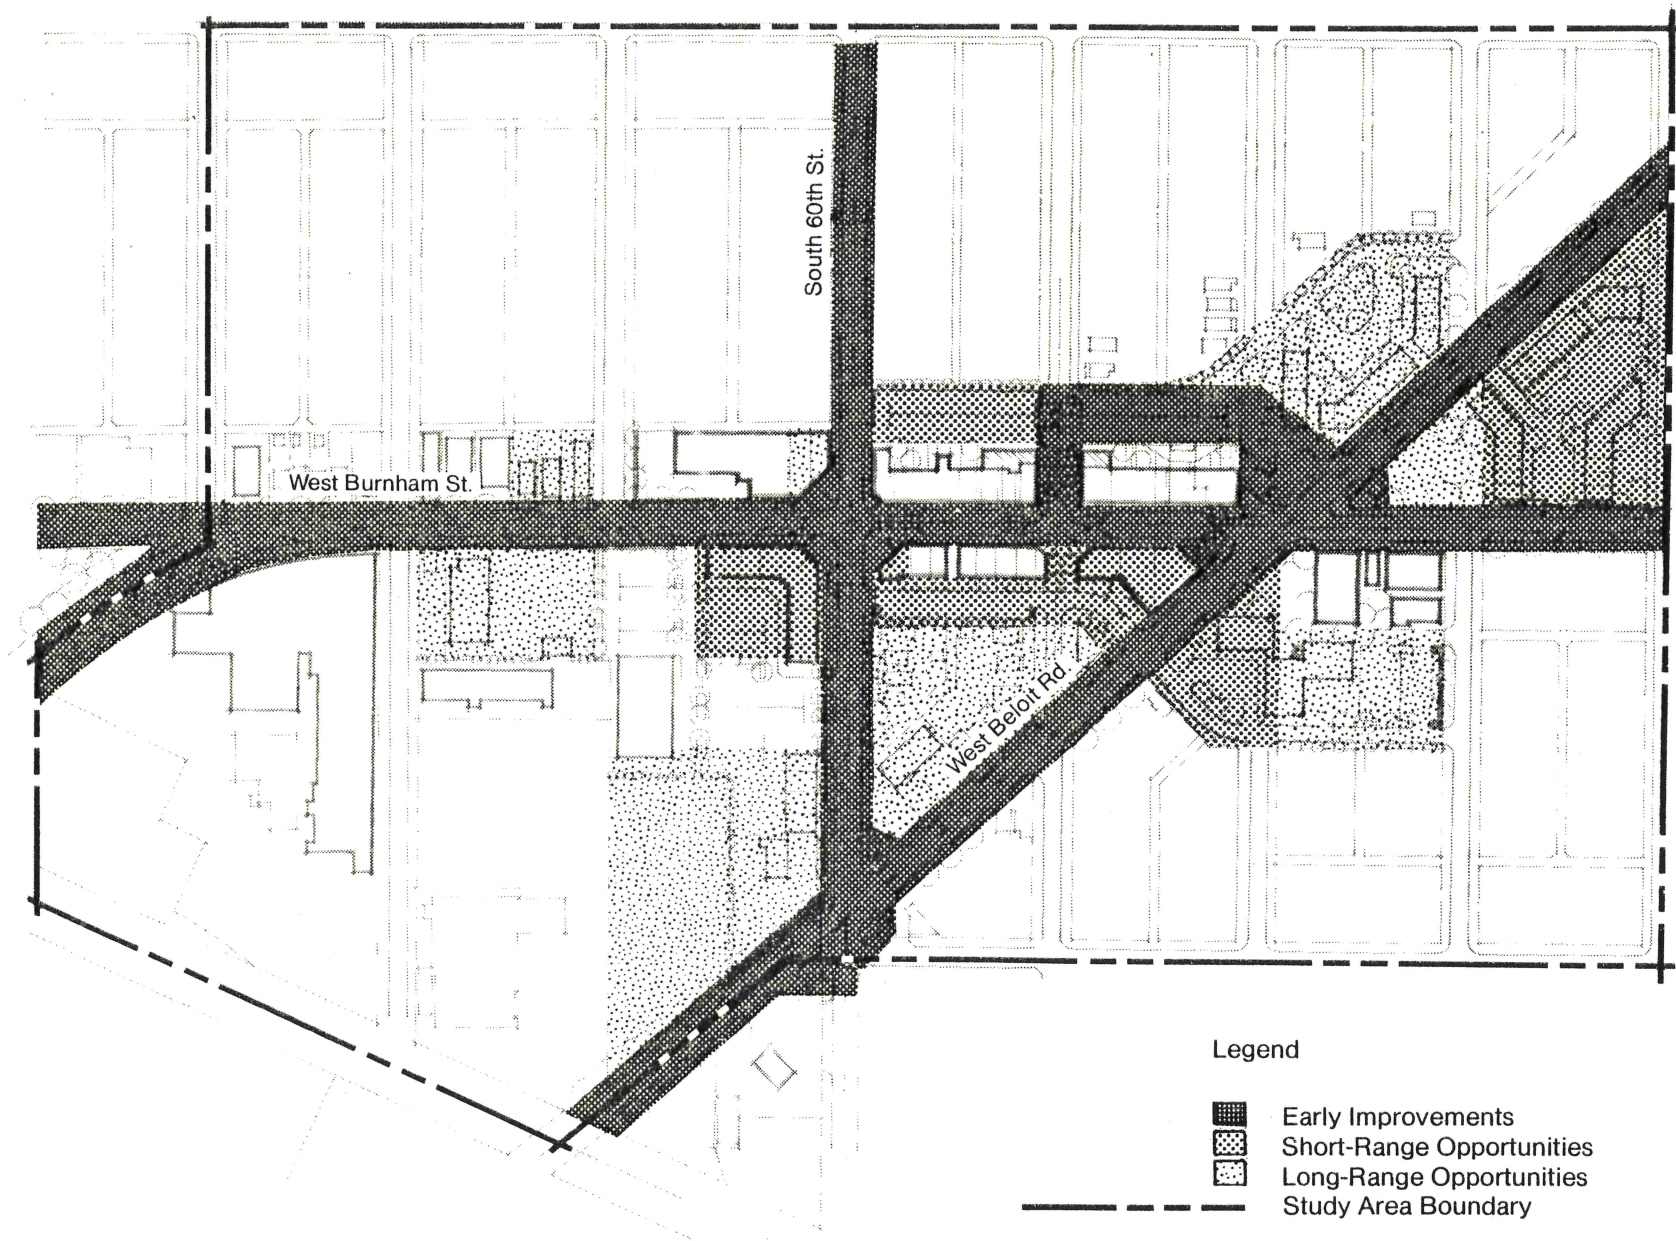 South 60th St.
West Burnham St.
West Beloit Rd.
Legend
Early Improvements
Short-Range Opportunities
Long-Range Opportunities
Study Area Boundary